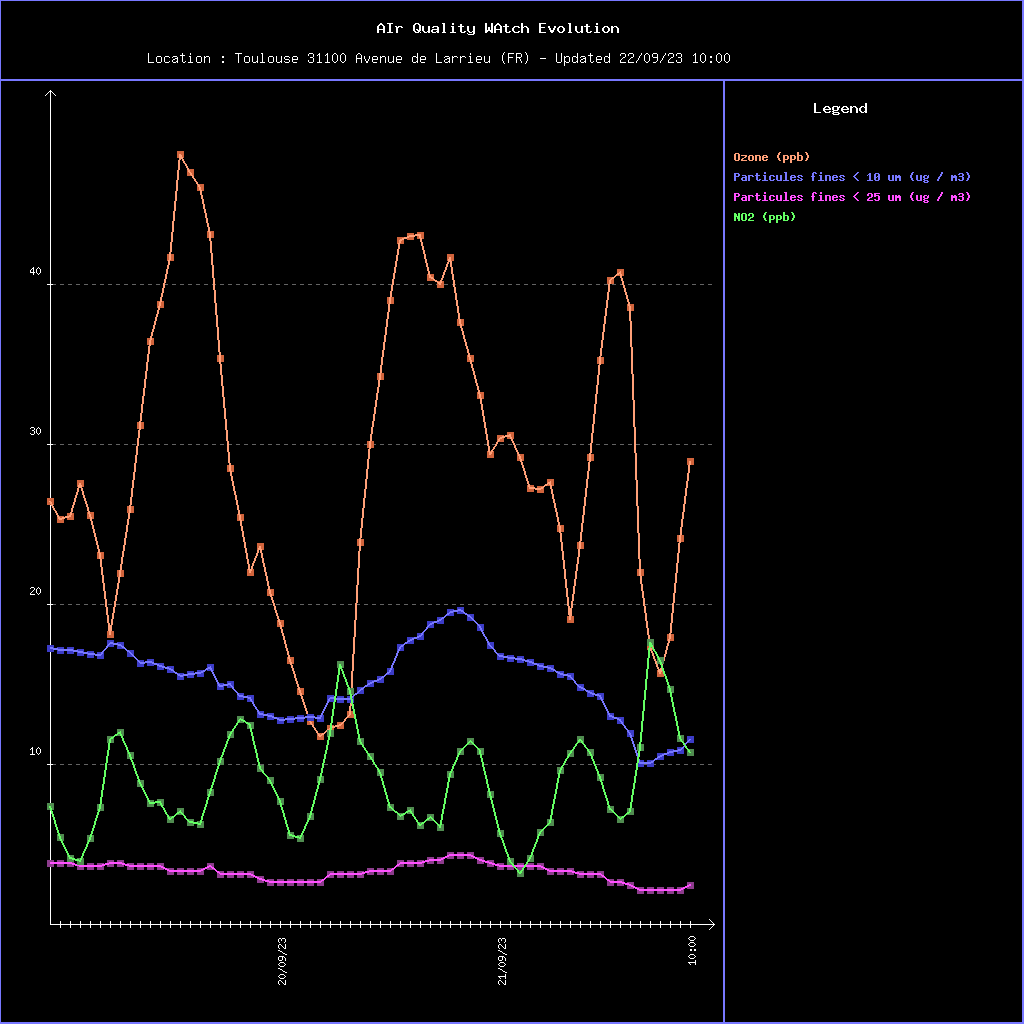 AIr Quality WAtch Evolution
Location : Toulouse 31100 Avenue de Larrieu (FR) - Updated 22/09/23 10:00
Legend
Ozone (ppb)
Particules fines < 10 um (ug / m3)
Particules fines < 25 um (ug / m3)
NO2 (ppb)
40
30
20
10
20/09/23
21/09/23
10:00